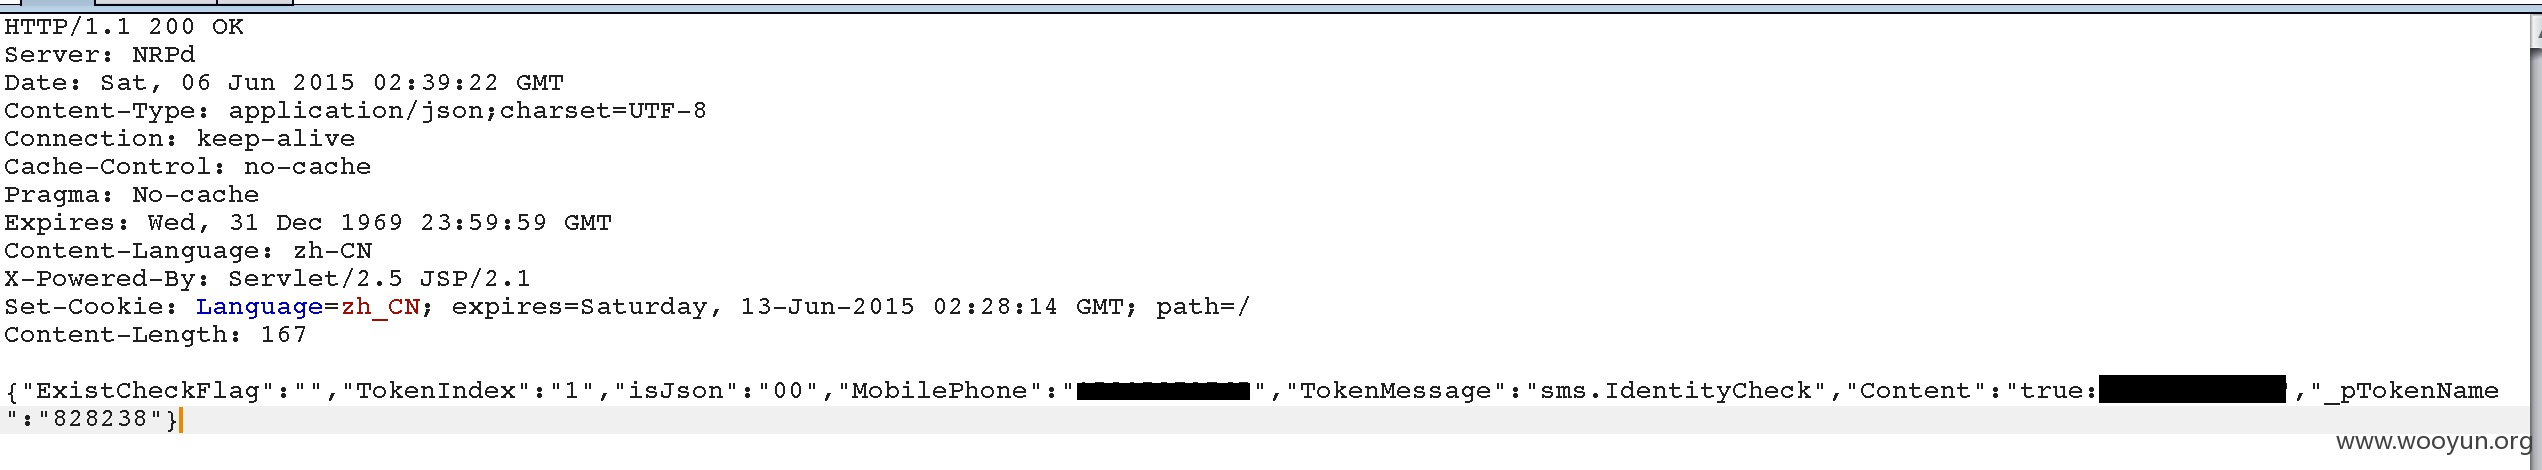 HTTP/1.1 200 OK
Server: NRPd
Date: Sat, 06 Jun 2015 02:39:22 GMT
Content-Type: application/json;charset=UTF-8
Connection: keep-alive
Cache-Control: no-cache
Pragma: No-cache
Expires: Wed, 31 Dec 1969 23:59:59 GMT
Content-Language: zh-CN
X-Powered-By: Servlet/2.5 JSP/2.1
Set-Cookie: Language=zh_CN; expires=Saturday, 13-Jun-2015 02:28:14 GMT; path=/
Content-Length: 167
{"ExistCheckFlag":"","TokenIndex":"1","isJson":"00","MobilePhone":"","TokenMessage":"sms.IdentityCheck","Content":"true: ,"_pTokenName
":"828238"}
www.wooyun.org